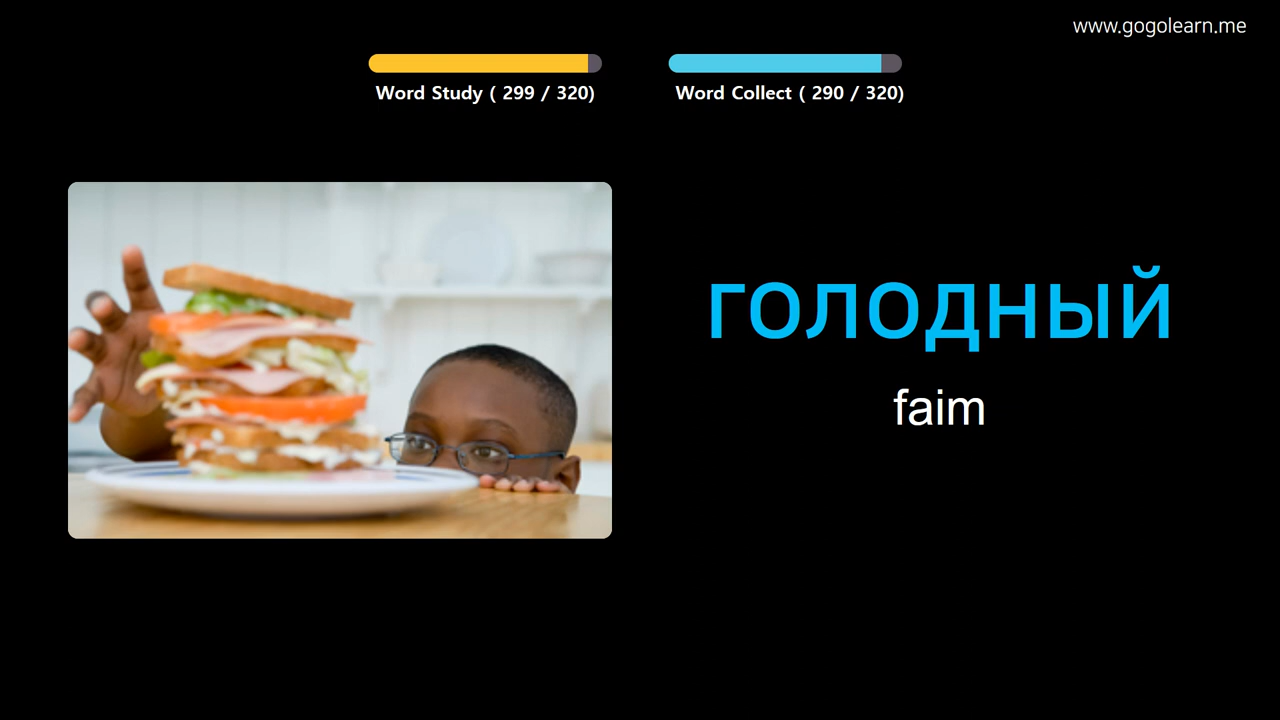 www.gogolearn.me
Word Study ( 299 / 320)
Word Collect ( 290 / 320)
голодный
faim